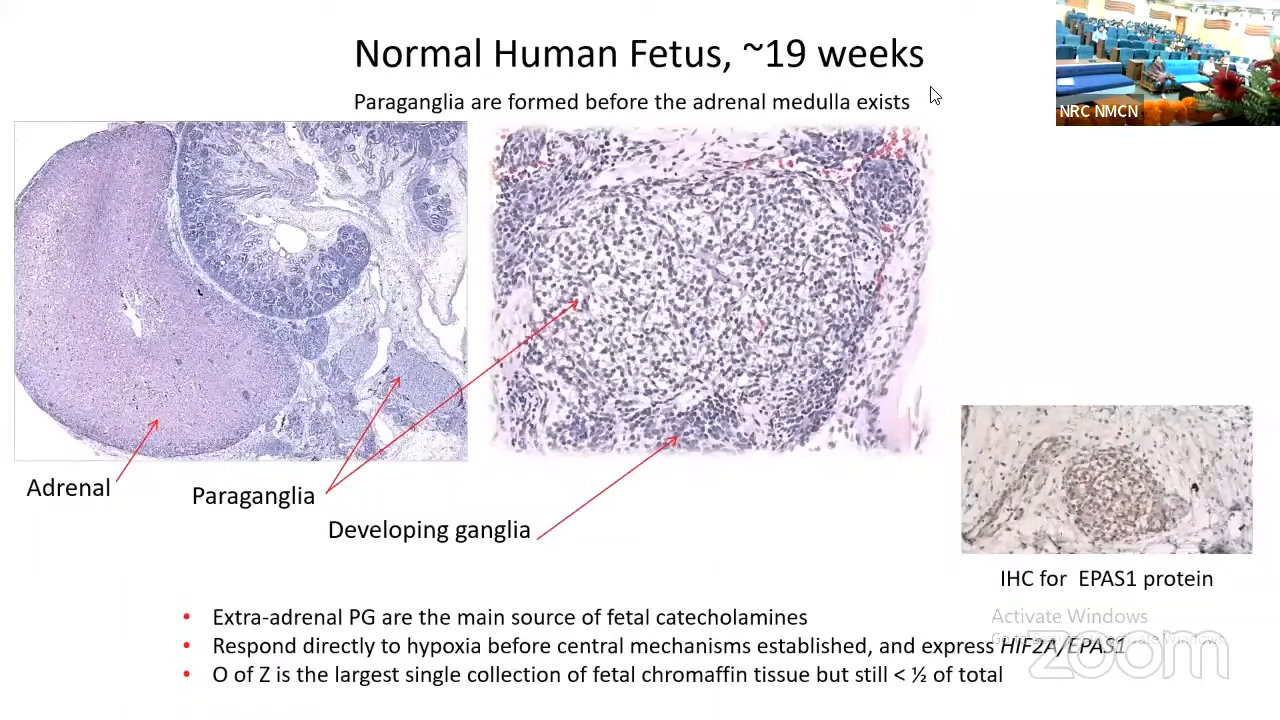 Normal Human Fetus, ~19 weeks
Paraganglia are formed before the adrenal medulla exists
NRC NMCN
Adrenal
Paraganglia
Developing ganglia
IHC for EPAS1 protein
Activate Windows
• Extra-adrenal PG are the main source of fetal catecholamines
• Respond directly to hypoxia before central mechanisms established, and express HIF2A/EPAS1
• O of Z is the largest single collection of fetal chromaffin tissue but still < ½ of total
zoom